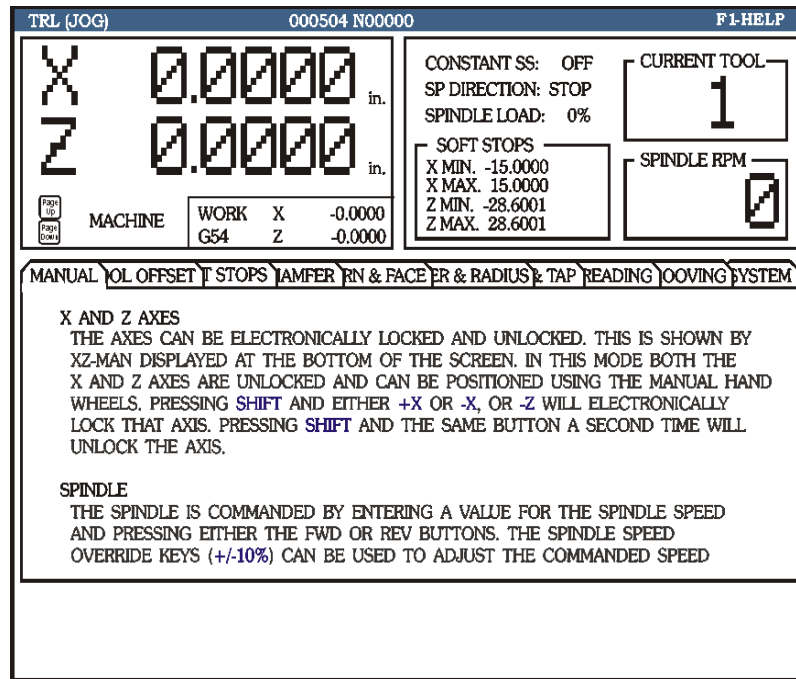 TRL (JOG) 000504 N00000 F1-HELP
X 0.0000 in.
Z 0.0000 in.
Page Up
Page Down
MACHINE
WORK X -0.0000
G54 Z -0.0000
CONSTANT SS: OFF
SP DIRECTION: STOP
SPINDLE LOAD: 0%
SOFT STOPS
X MIN. -15.0000
X MAX. 15.0000
Z MIN. -28.6001
Z MAX. 28.6001
CURRENT TOOL
1
SPINDLE RPM
0
MANUAL OL OFFSET T STOPS AMFER RN & FACE ER & RADIUS & TAP READING OOVING SYSTEM
X AND Z AXES
THE AXES CAN BE ELECTRONICALLY LOCKED AND UNLOCKED. THIS IS SHOWN BY
XZ-MAN DISPLAYED AT THE BOTTOM OF THE SCREEN. IN THIS MODE BOTH THE
X AND Z AXES ARE UNLOCKED AND CAN BE POSITIONED USING THE MANUAL HAND
WHEELS. PRESSING SHIFT AND EITHER +X OR -X, OR -Z WILL ELECTRONICALLY
LOCK THAT AXIS. PRESSING SHIFT AND THE SAME BUTTON A SECOND TIME WILL
UNLOCK THE AXIS.
SPINDLE
THE SPINDLE IS COMMANDED BY ENTERING A VALUE FOR THE SPINDLE SPEED
AND PRESSING EITHER THE FWD OR REV BUTTONS. THE SPINDLE SPEED
OVERRIDE KEYS (+/-10%) CAN BE USED TO ADJUST THE COMMANDED SPEED